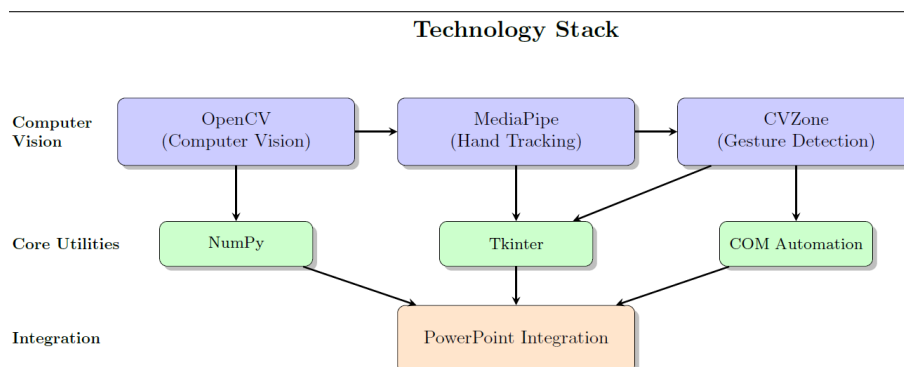 Technology Stack
Computer
Vision
OpenCV
(Computer Vision)
MediaPipe
(Hand Tracking)
CVZone
(Gesture Detection)
Core Utilities
NumPy
Tkinter
COM Automation
Integration
PowerPoint Integration